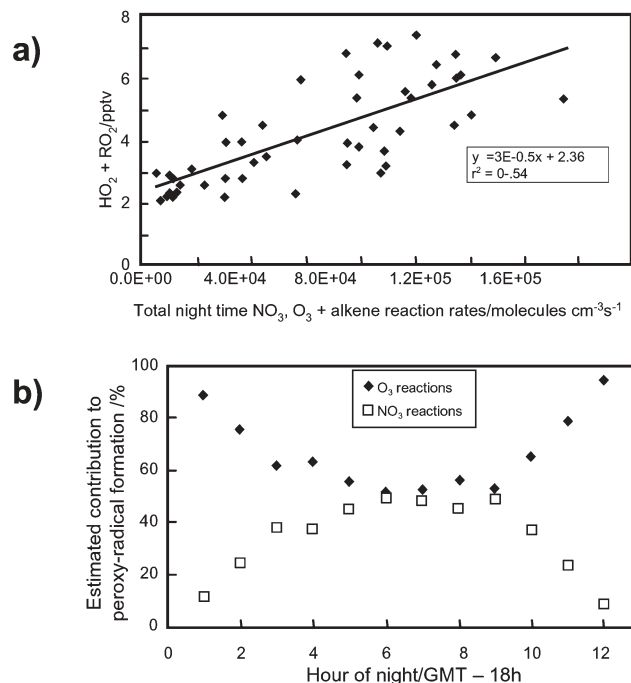 a)
8
6
4
2
0
HO₂ + RO₂/pptv
y =3E-0.5x + 2.36
r² = 0-.54
0.0E+00 4.0E+04 8.0E+04 1.2E+05 1.6E+05
Total night time NO₃, O₃ + alkene reaction rates/molecules cm⁻³s⁻¹
b)
100
80
60
40
20
0
Estimated contribution to
peroxy-radical formation /%
O₃ reactions
NO₃ reactions
0 2 4 6 8 10 12
Hour of night/GMT – 18h